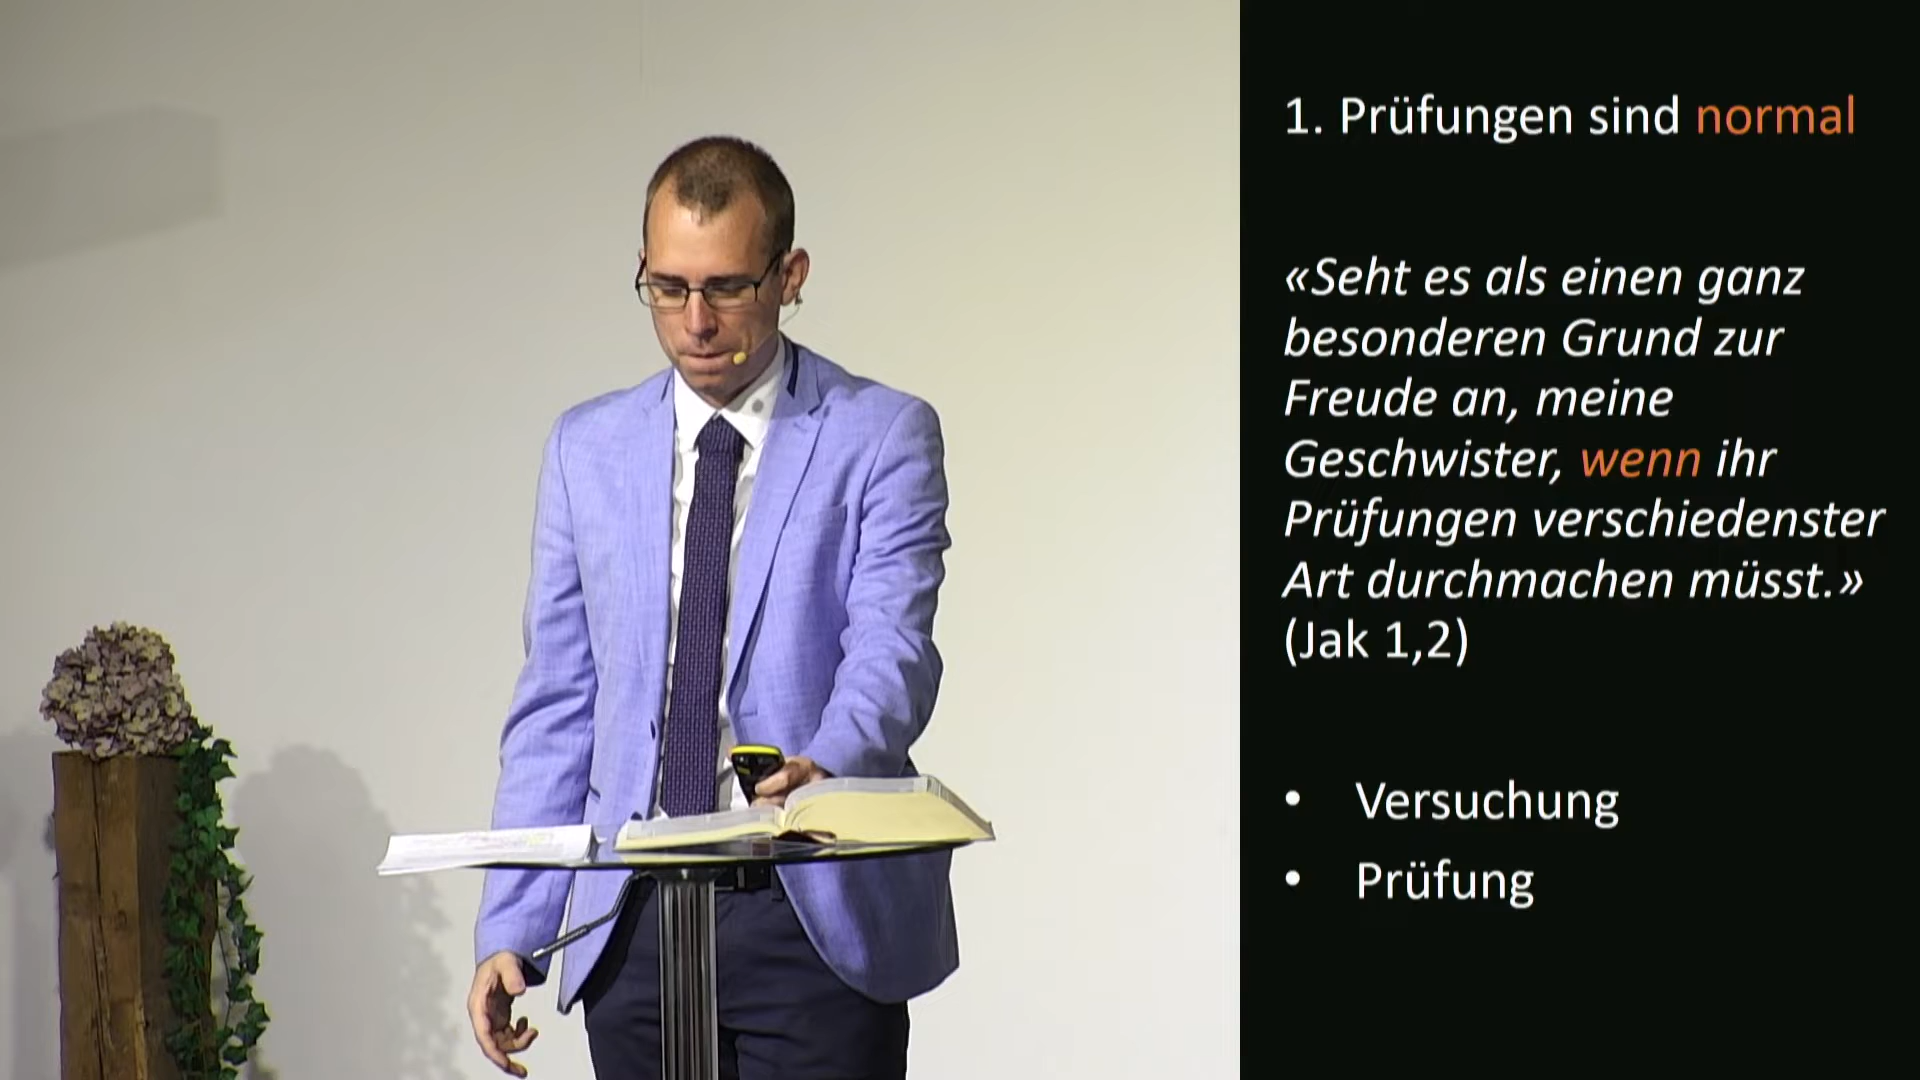 1. Prüfungen sind normal
«Seht es als einen ganz
besonderen Grund zur
Freude an, meine
Geschwister, wenn ihr
Prüfungen verschiedenster
Art durchmachen müsst.»
(Jak 1,2)
• Versuchung
• Prüfung